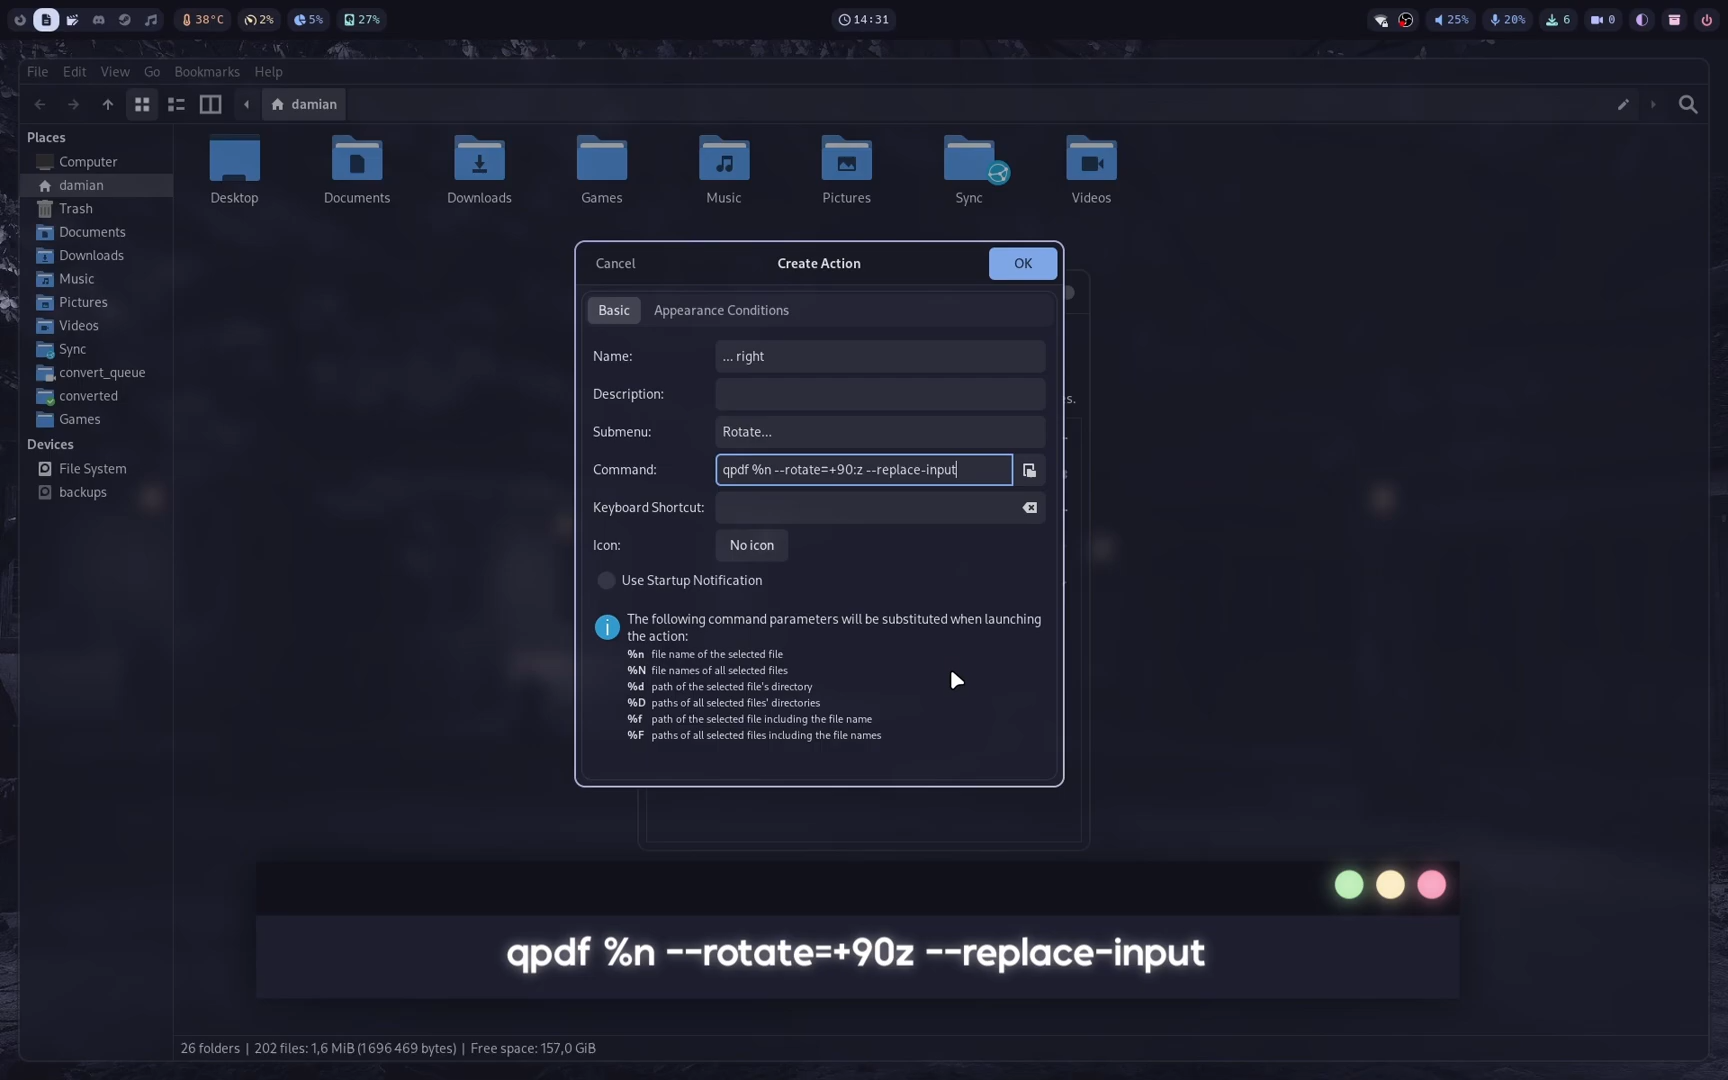 38°C 2% 5% 27% 14:31 25% 20% 6 0
File Edit View Go Bookmarks Help
damian
Places
Computer
damian
Trash
Documents
Downloads
Music
Pictures
Videos
Sync
convert_queue
converted
Games
Devices
File System
backups
Desktop Documents Downloads Games Music Pictures Sync Videos
Cancel Create Action OK
Basic Appearance Conditions
Name: ... right
Description:
Submenu: Rotate...
Command: qpdf %n --rotate=+90:z --replace-input
Keyboard Shortcut:
Icon: No icon
Use Startup Notification
The following command parameters will be substituted when launching
the action:
%n file name of the selected file
%N file names of all selected files
%d path of the selected file's directory
%D paths of all selected files' directories
%f path of the selected file including the file name
%F paths of all selected files including the file names
s.
qpdf %n --rotate=+90z --replace-input
26 folders | 202 files: 1,6 MiB (1 696 469 bytes) | Free space: 157,0 GiB